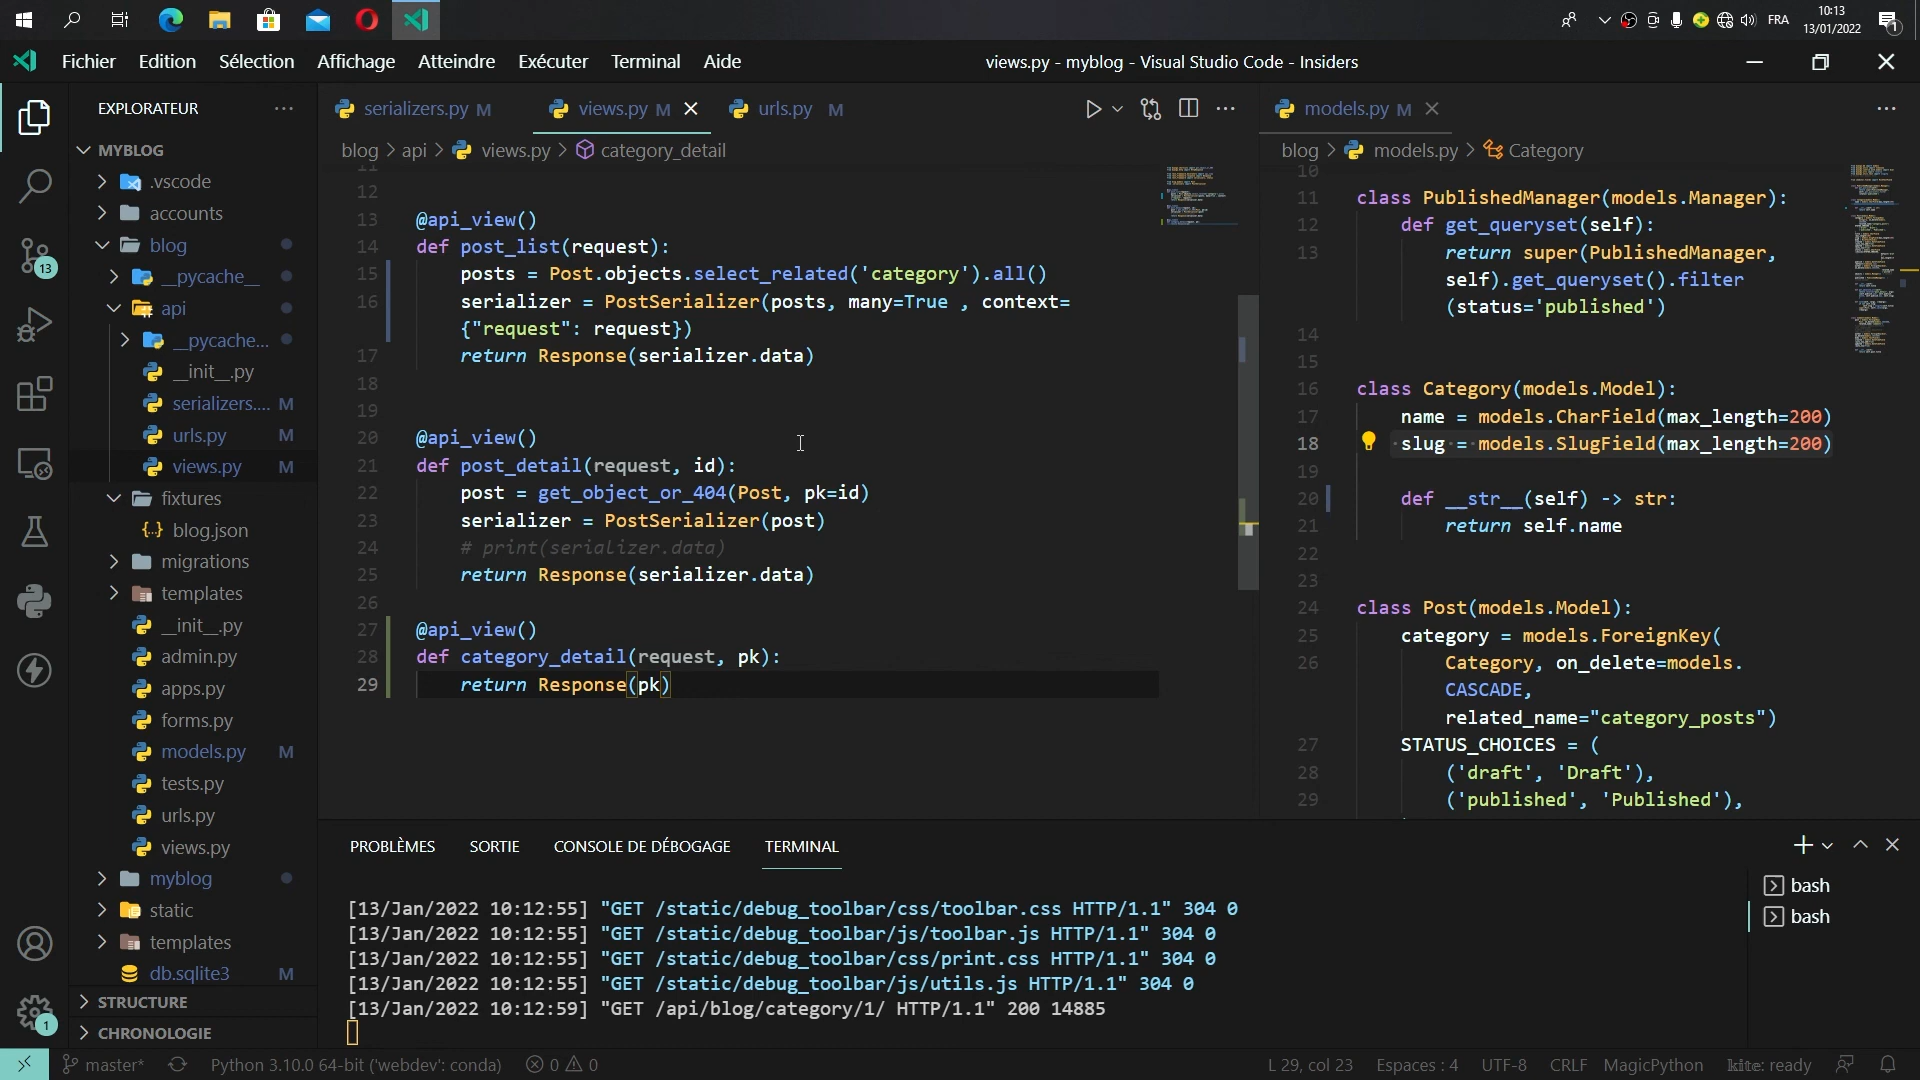 10:13
FRA
13/01/2022
1
Fichier Edition Sélection Affichage Atteindre Exécuter Terminal Aide
views.py - myblog - Visual Studio Code - Insiders
EXPLORATEUR
MYBLOG
.vscode
accounts
blog
__pycache__
api
__pycache...
__init__.py
serializers.... M
urls.py M
views.py M
fixtures
blog.json
migrations
templates
__init__.py
admin.py
apps.py
forms.py
models.py M
tests.py
urls.py
views.py
myblog
static
templates
db.sqlite3 M
STRUCTURE
CHRONOLOGIE
13
1
serializers.py M
views.py M
urls.py M
blog > api > views.py > category_detail
11
12
13 @api_view()
14 def post_list(request):
15 posts = Post.objects.select_related('category').all()
16 serializer = PostSerializer(posts, many=True , context=
{"request": request})
17 return Response(serializer.data)
18
19
20 @api_view()
21 def post_detail(request, id):
22 post = get_object_or_404(Post, pk=id)
23 serializer = PostSerializer(post)
24 # print(serializer.data)
25 return Response(serializer.data)
26
27 @api_view()
28 def category_detail(request, pk):
29 return Response(pk)
models.py M
blog > models.py > Category
10
11 class PublishedManager(models.Manager):
12 def get_queryset(self):
13 return super(PublishedManager,
self).get_queryset().filter
(status='published')
14
15
16 class Category(models.Model):
17 name = models.CharField(max_length=200)
18 slug = models.SlugField(max_length=200)
19
20 def __str__(self) -> str:
21 return self.name
22
23
24 class Post(models.Model):
25 category = models.ForeignKey(
26 Category, on_delete=models.
CASCADE,
related_name="category_posts")
27 STATUS_CHOICES = (
28 ('draft', 'Draft'),
29 ('published', 'Published'),
PROBLÈMES SORTIE CONSOLE DE DÉBOGAGE TERMINAL
[13/Jan/2022 10:12:55] "GET /static/debug_toolbar/css/toolbar.css HTTP/1.1" 304 0
[13/Jan/2022 10:12:55] "GET /static/debug_toolbar/js/toolbar.js HTTP/1.1" 304 0
[13/Jan/2022 10:12:55] "GET /static/debug_toolbar/css/print.css HTTP/1.1" 304 0
[13/Jan/2022 10:12:55] "GET /static/debug_toolbar/js/utils.js HTTP/1.1" 304 0
[13/Jan/2022 10:12:59] "GET /api/blog/category/1/ HTTP/1.1" 200 14885
bash
bash
master* Python 3.10.0 64-bit ('webdev': conda) 0 0
L 29, col 23 Espaces : 4 UTF-8 CRLF MagicPython kite: ready